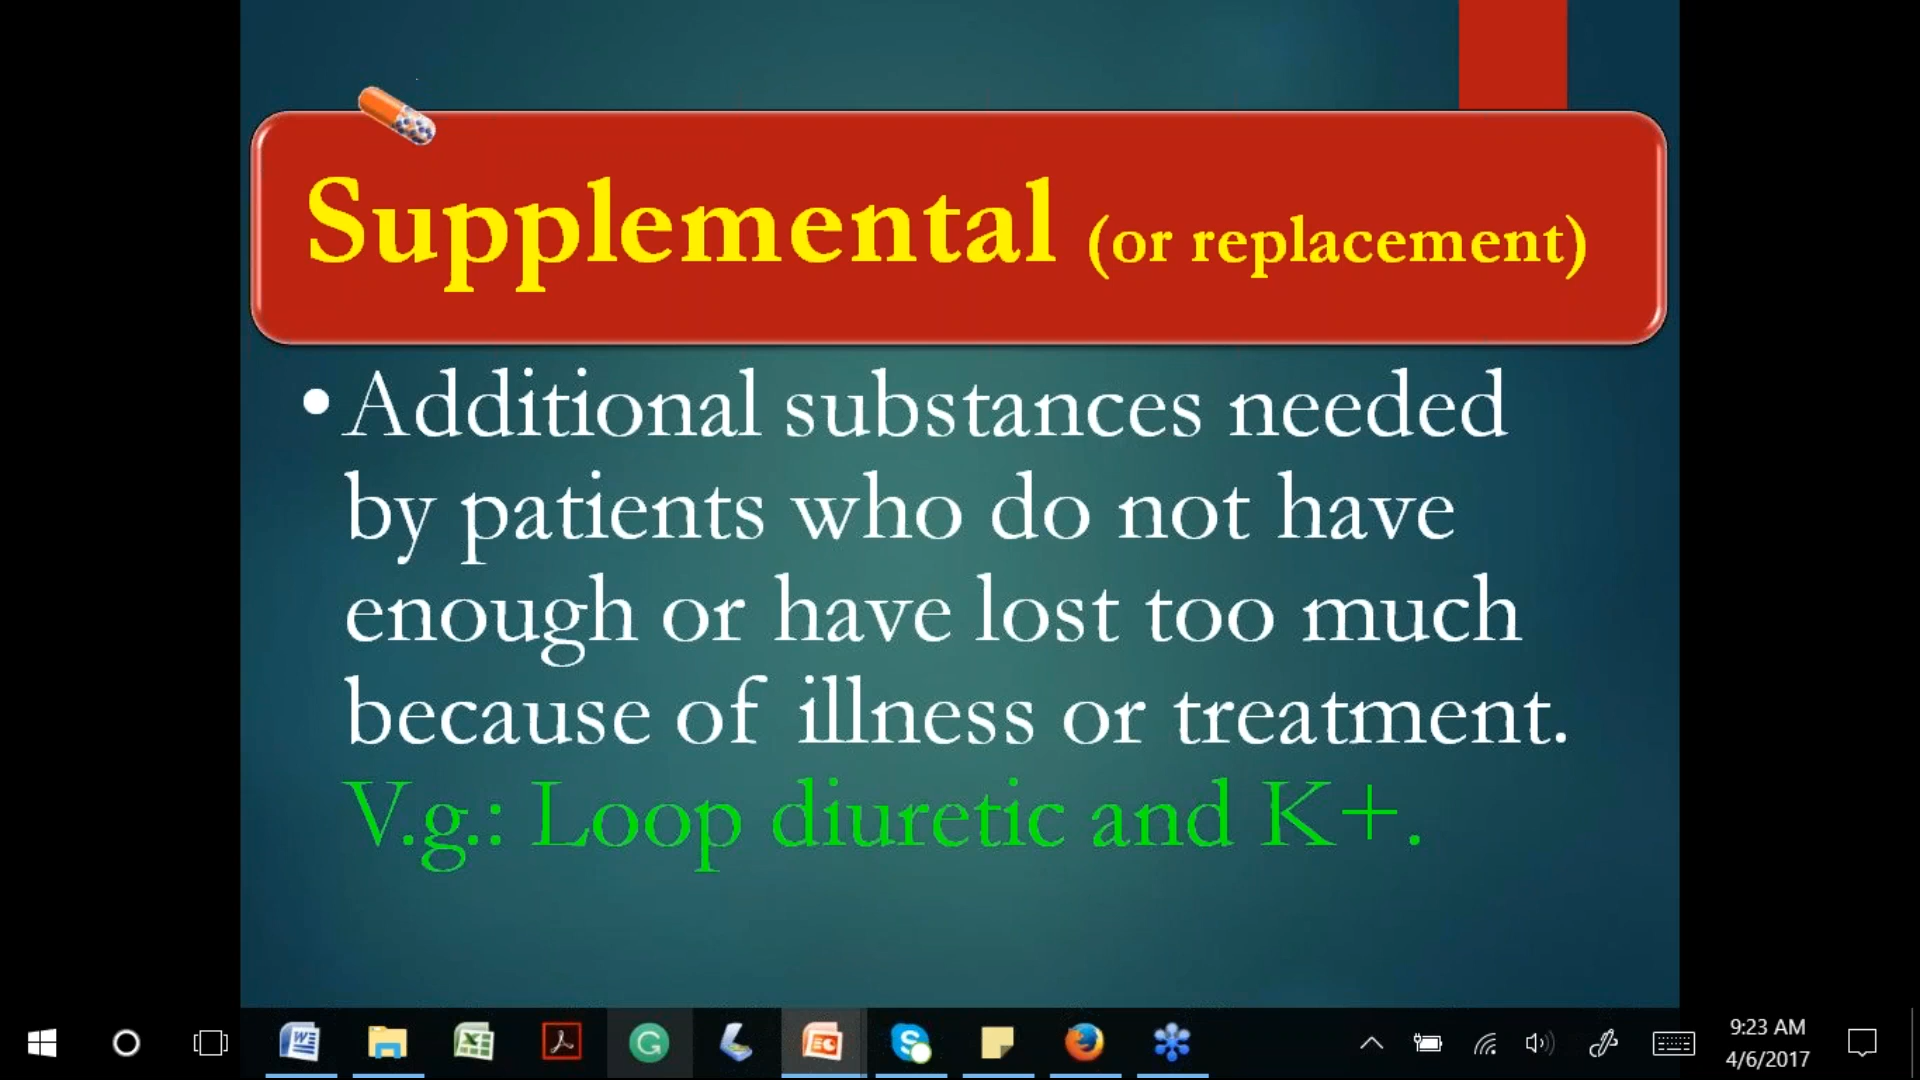 Supplemental (or replacement)
• Additional substances needed
by patients who do not have
enough or have lost too much
because of illness or treatment.
V.g.: Loop diuretic and K+.
9:23 AM
4/6/2017